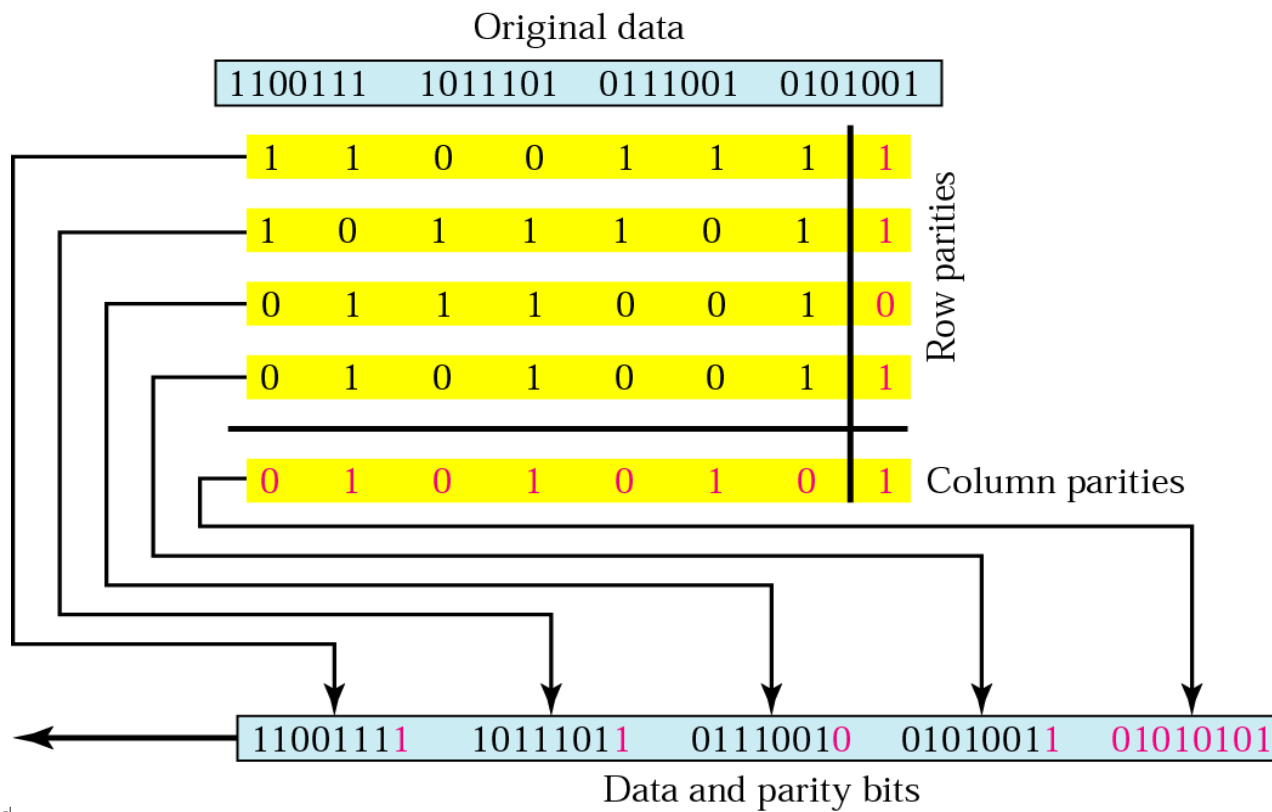 Original data
1100111 1011101 0111001 0101001
1 1 0 0 1 1 1 1
1 0 1 1 1 0 1 1
0 1 1 1 0 0 1 0
0 1 0 1 0 0 1 1
Row parities
0 1 0 1 0 1 0 1 Column parities
11001111 10111011 01110010 01010011 01010101
Data and parity bits